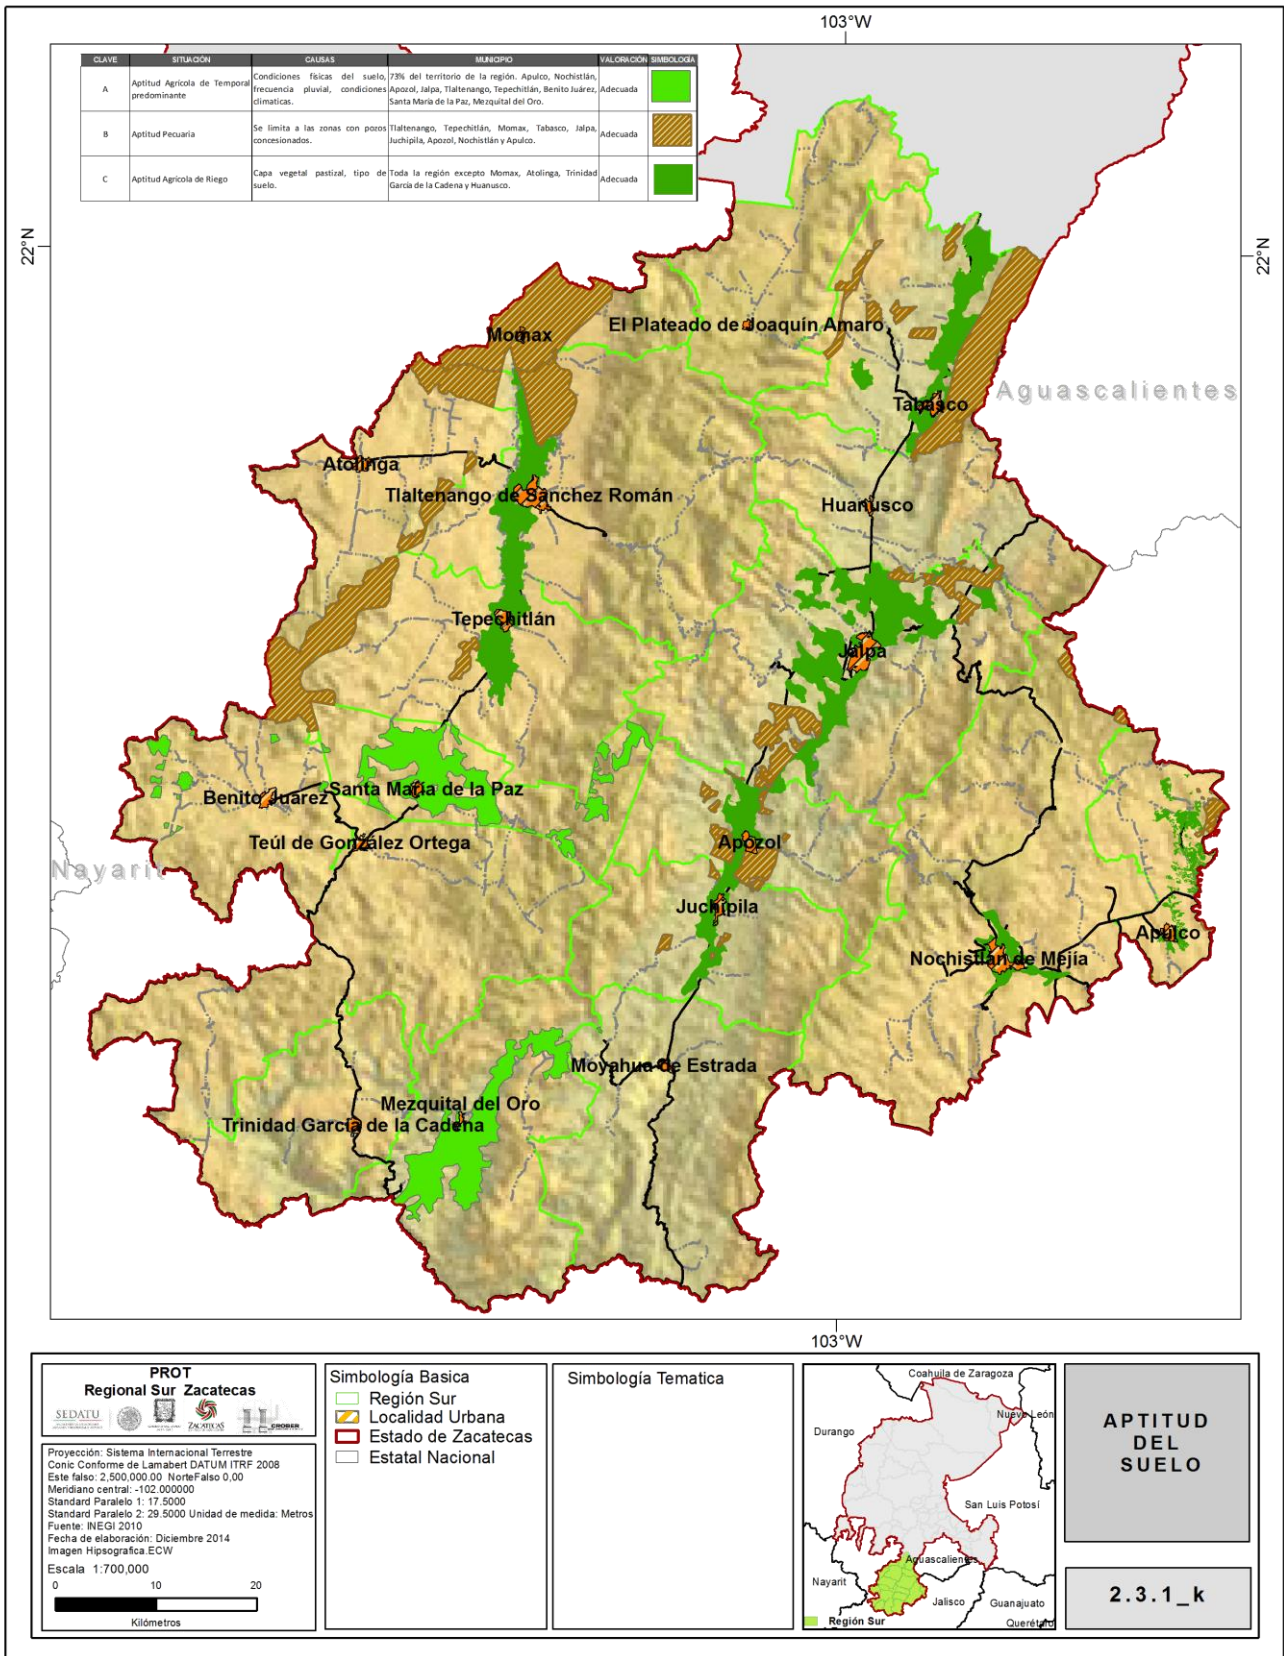 103°W
CLAVE SITUACIÓN CAUSAS MUNICIPIO VALORACIÓN SIMBOLOGIA
A
Aptitud Agrícola de Temporal
predominante
Condiciones físicas del suelo,
frecuencia pluvial, condiciones
climaticas.
73% del territorio de la región. Apulco, Nochistlán,
Apozol, Jalpa, Tlaltenango, Tepechitlán, Benito Juárez,
Santa María de la Paz, Mezquital del Oro.
Adecuada
B
Aptitud Pecuaria
Se limita a las zonas con pozos
concesionados.
Tlaltenango, Tepechitlán, Momax, Tabasco, Jalpa,
Juchipila, Apozol, Nochistlán y Apulco.
Adecuada
C
Aptitud Agrícola de Riego
Capa vegetal pastizal, tipo de
suelo.
Toda la región excepto Momax, Atolinga, Trinidad
García de la Cadena y Huanusco.
Adecuada
22°N
22°N
El Plateado de Joaquín Amaro
Momax
Aguascalientes
Tabasco
Atolinga
Tlaltenango de Sánchez Román
Huanusco
Tepechitlán
Jalpa
Santa María de la Paz
Benito Juárez
Teúl de González Ortega
Apozol
Nayarit
Juchipila
Apulco
Nochistlán de Mejía
Moyahua de Estrada
Mezquital del Oro
Trinidad García de la Cadena
103°W
PROT
Regional Sur Zacatecas
SEDATU
ZACATECAS
CROBER
Proyección: Sistema Internacional Terrestre
Conic Conforme de Lamabert DATUM ITRF 2008
Este falso: 2,500,000.00 NorteFalso 0,00
Meridiano central: -102.000000
Standard Paralelo 1: 17.5000
Standard Paralelo 2: 29.5000 Unidad de medida: Metros
Fuente: INEGI 2010
Fecha de elaboración: Diciembre 2014
Imagen Hipsografica.ECW
Escala 1:700,000
0 10 20
Kilómetros
Simbología Basica
Región Sur
Localidad Urbana
Estado de Zacatecas
Estatal Nacional
Simbología Tematica
Coahuila de Zaragoza
Nuevo León
Durango
San Luis Potosí
Aguascalientes
Nayarit
Jalisco
Guanajuato
Querétaro
Región Sur
APTITUD
DEL
SUELO
2.3.1_k